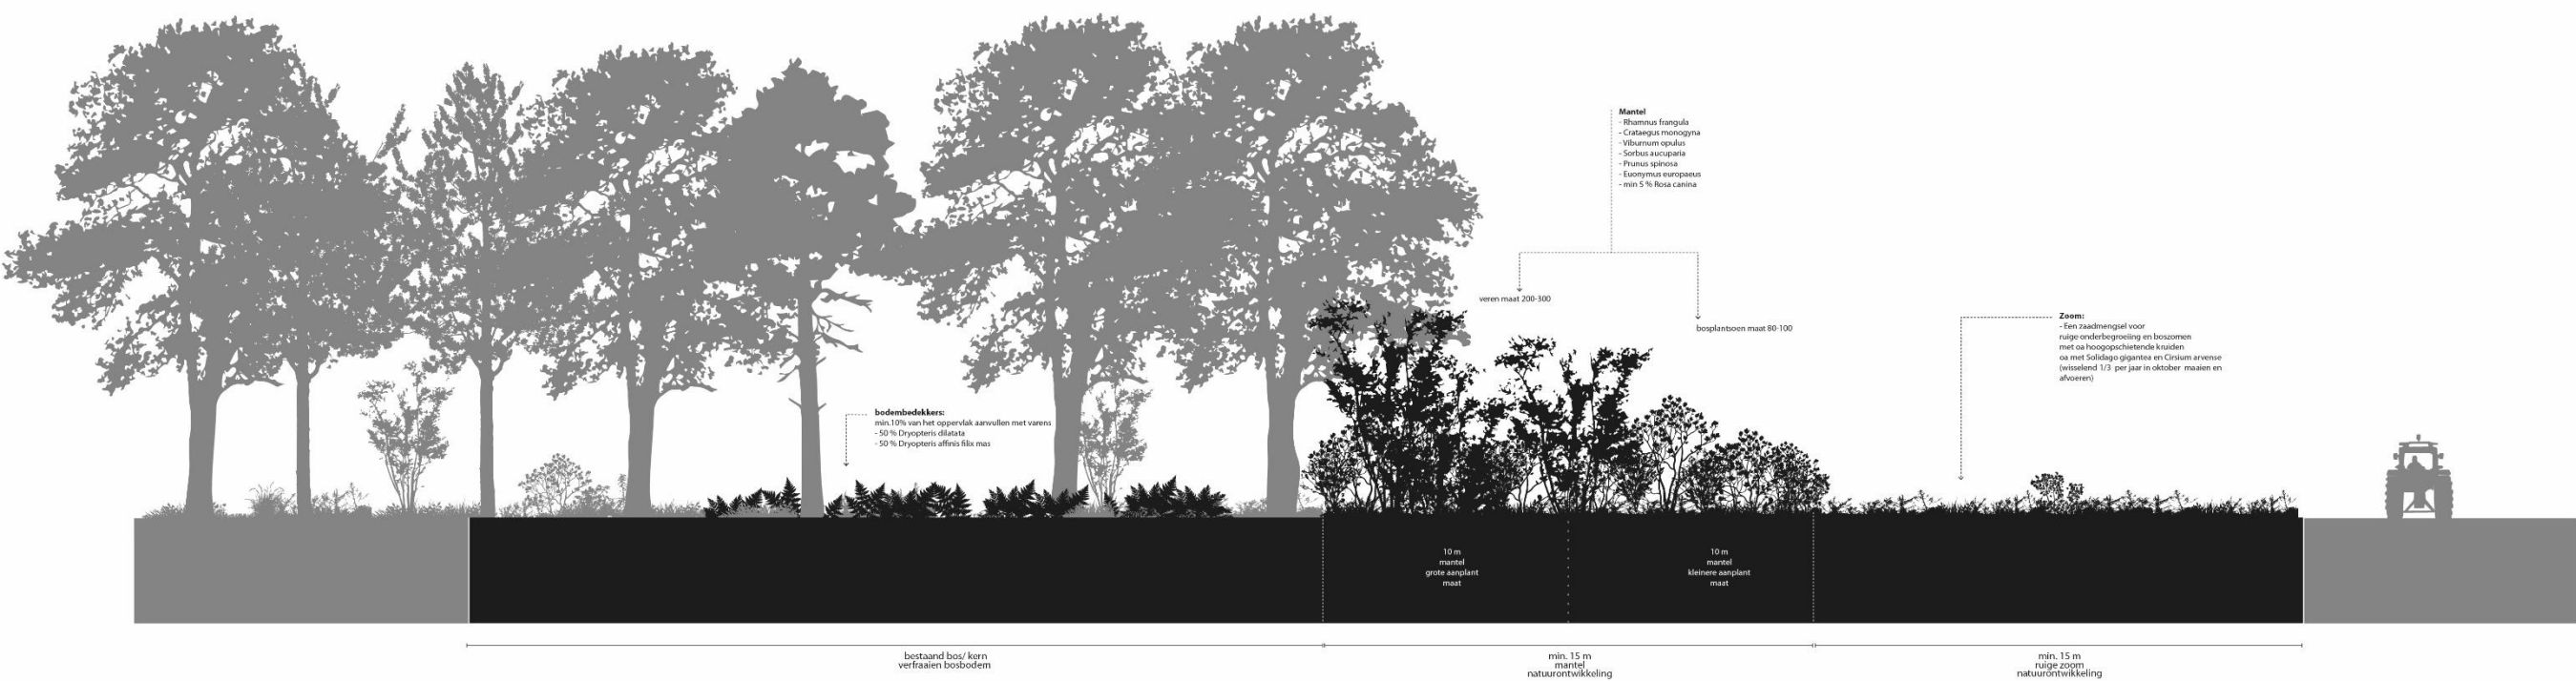 Mantel
- Rhamnus frangula
- Crataegus monogyna
- Viburnum opulus
- Sorbus aucuparia
- Prunus spinosa
- Euonymus europaeus
- min 5 % Rosa canina
veren maat 200-300
bosplantsoen maat 80-100
Zoom:
- Een zaadmengsel voor
ruige onderbegroeiing en boszomen
met oa hoogopschietende kruiden
oa met Solidago gigantea en Cirsium arvense
(wisselend 1/3 per jaar in oktober maaien en
afvoeren)
bodembedekkers:
min.10% van het oppervlak aanvullen met varens
- 50 % Dryopteris dilatata
- 50 % Dryopteris affinis filix mas
10 m
mantel
grote aanplant
maat
10 m
mantel
kleinere aanplant
maat
bestaand bos/ kern
verfraaien bosbodem
min. 15 m
mantel
natuurontwikkeling
min. 15 m
ruige zoom
natuurontwikkeling